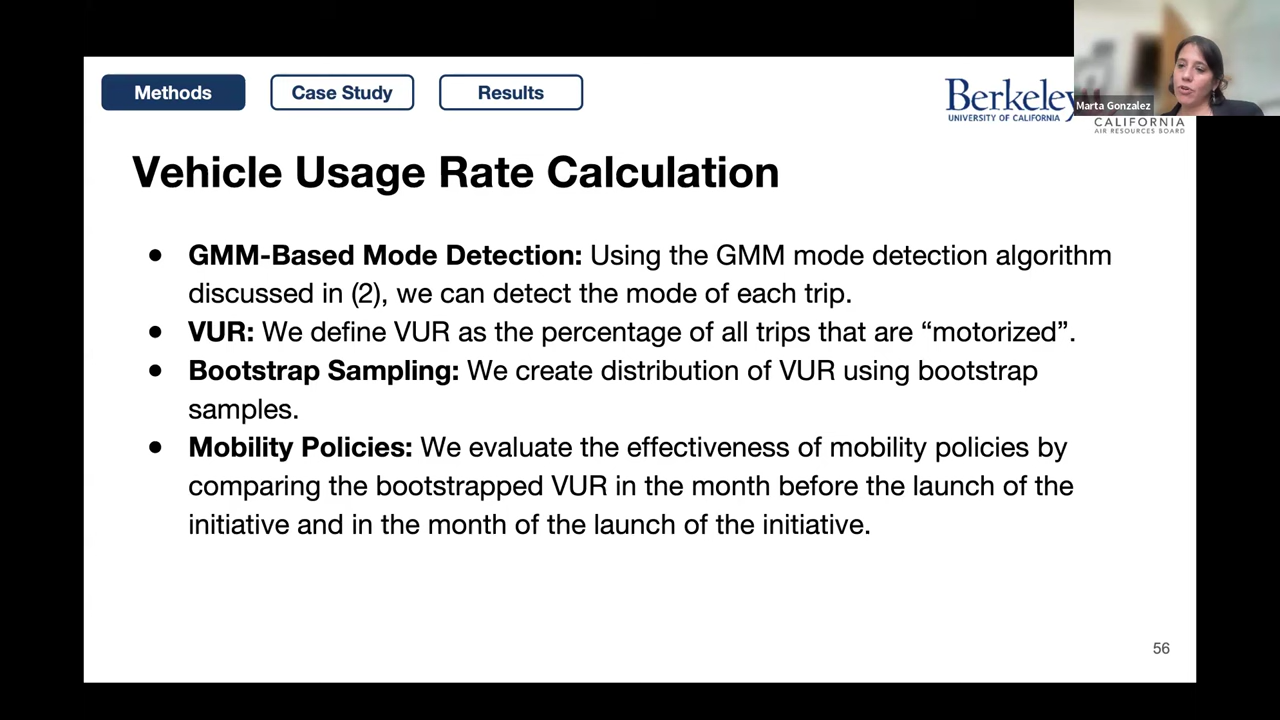 Methods
Case Study
Results
Berkeley
UNIVERSITY OF CALIFORNIA
Marta Gonzalez
CALIFORNIA
AIR RESOURCES BOARD
Vehicle Usage Rate Calculation
● GMM-Based Mode Detection: Using the GMM mode detection algorithm
discussed in (2), we can detect the mode of each trip.
● VUR: We define VUR as the percentage of all trips that are “motorized”.
● Bootstrap Sampling: We create distribution of VUR using bootstrap
samples.
● Mobility Policies: We evaluate the effectiveness of mobility policies by
comparing the bootstrapped VUR in the month before the launch of the
initiative and in the month of the launch of the initiative.
56